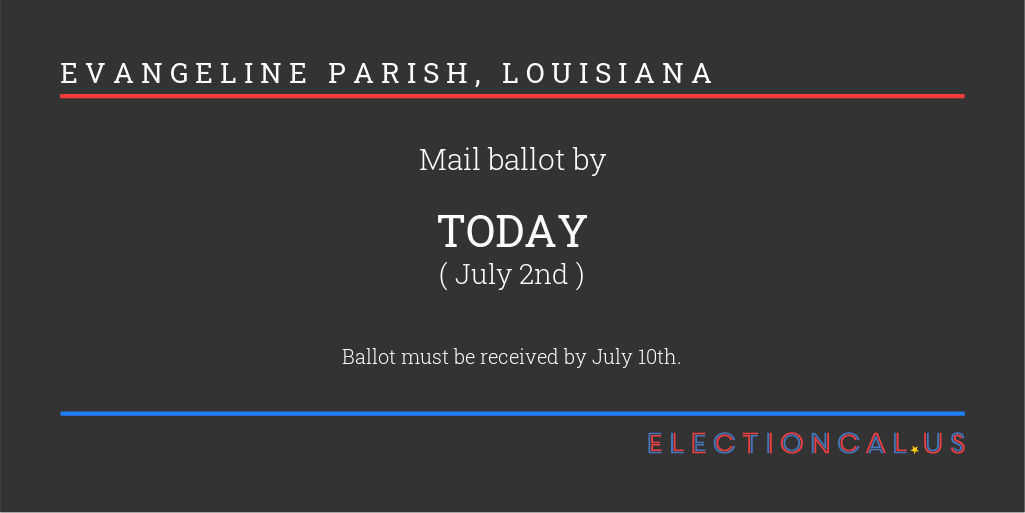 EVANGELINE PARISH, LOUISIANA
Mail ballot by
TODAY
( July 2nd )
Ballot must be received by July 10th.
ELECTIONCAL.US